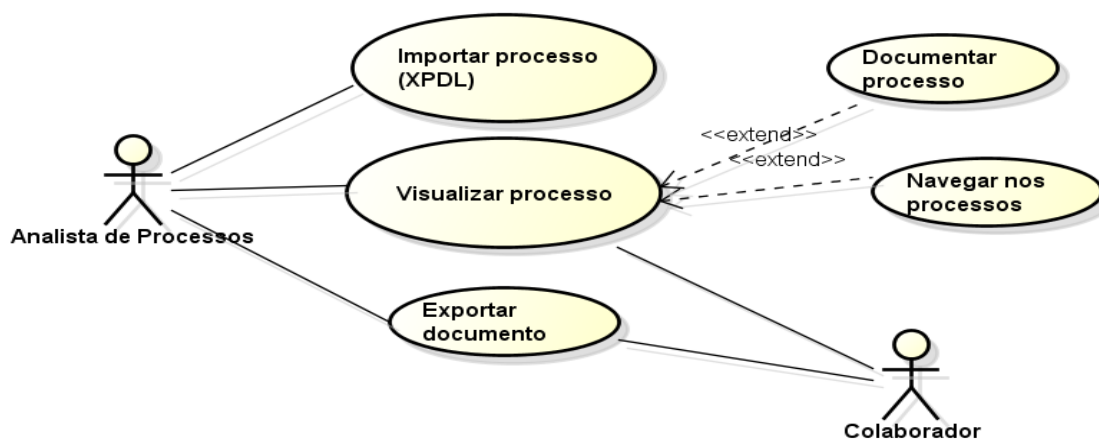 Importar processo
(XPDL)
Documentar
processo
<<extend>>
<<extend>>
Visualizar processo
Navegar nos
processos
Analista de Processos
Exportar
documento
Colaborador